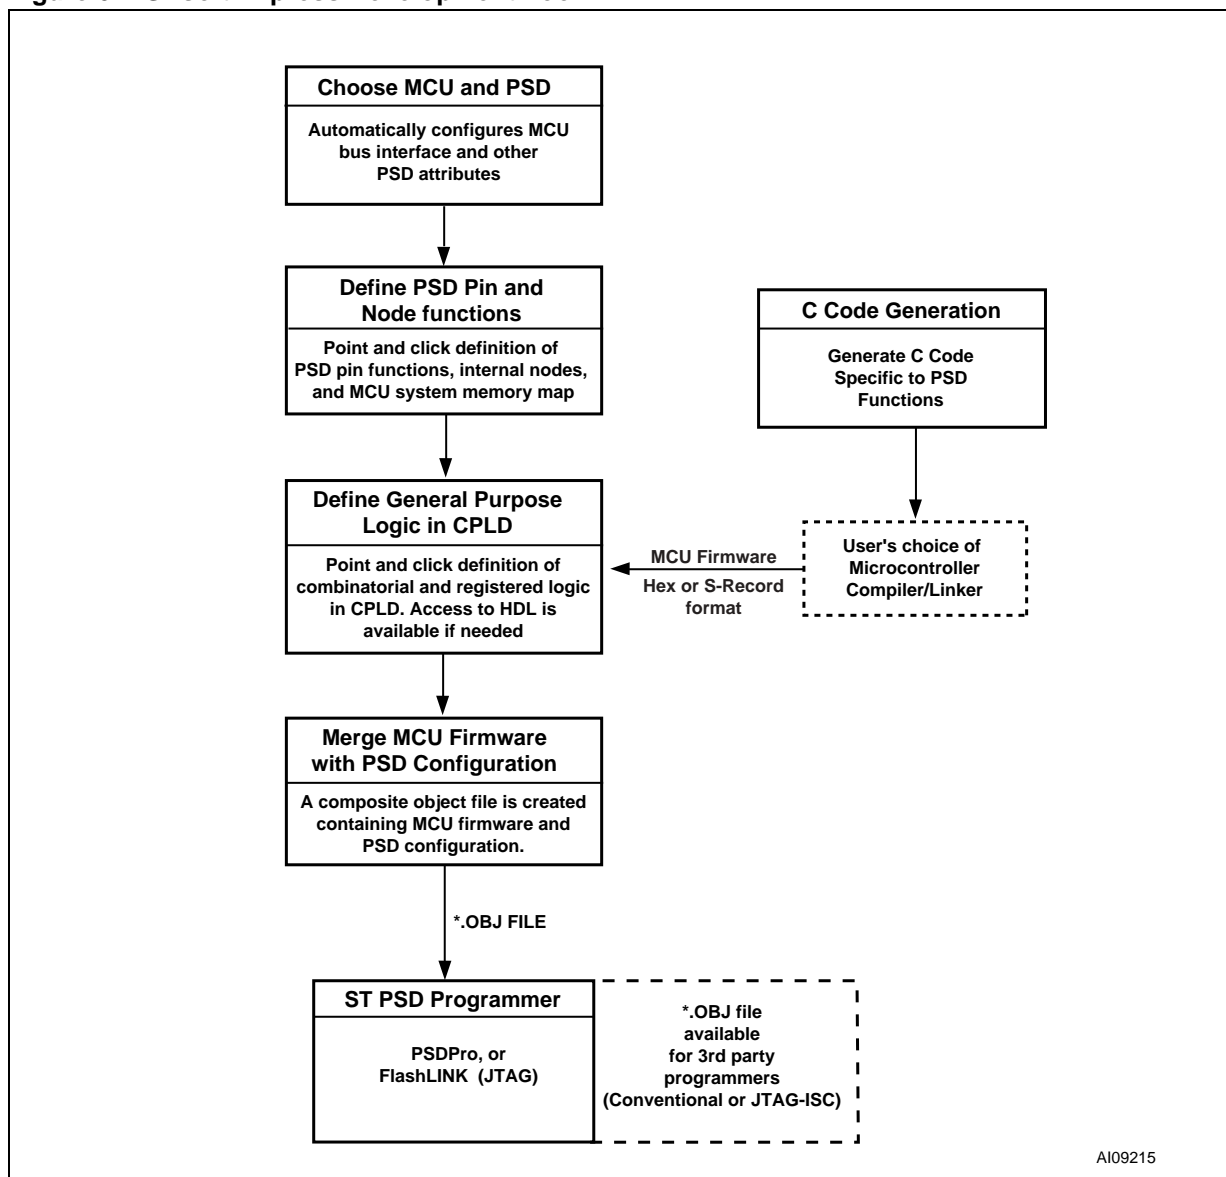 Choose MCU and PSD
Automatically configures MCU
bus interface and other
PSD attributes
Define PSD Pin and
Node functions
Point and click definition of
PSD pin functions, internal nodes,
and MCU system memory map
C Code Generation
Generate C Code
Specific to PSD
Functions
Define General Purpose
Logic in CPLD
Point and click definition of
combinatorial and registered logic
in CPLD. Access to HDL is
available if needed
MCU Firmware
Hex or S-Record
format
User's choice of
Microcontroller
Compiler/Linker
Merge MCU Firmware
with PSD Configuration
A composite object file is created
containing MCU firmware and
PSD configuration.
*.OBJ FILE
ST PSD Programmer
PSDPro, or
FlashLINK (JTAG)
*.OBJ file
available
for 3rd party
programmers
(Conventional or JTAG-ISC)
AI09215